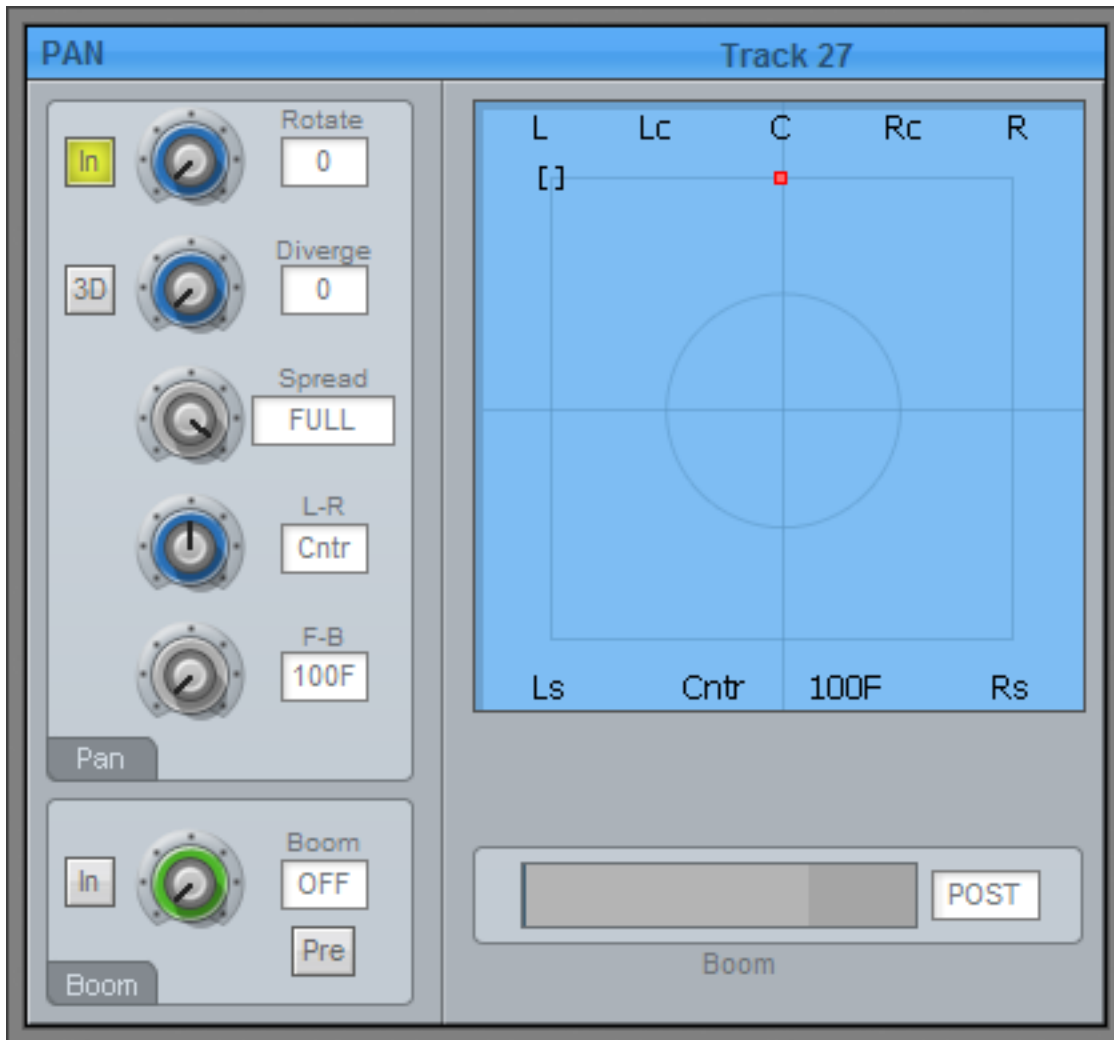 PAN Track 27
In Rotate
0
3D Diverge
0
Spread
FULL
L-R
Cntr
F-B
100F
Pan
In Boom
OFF
Pre
Boom
L Lc C Rc R
[.]
Ls Cntr 100F Rs
POST
Boom